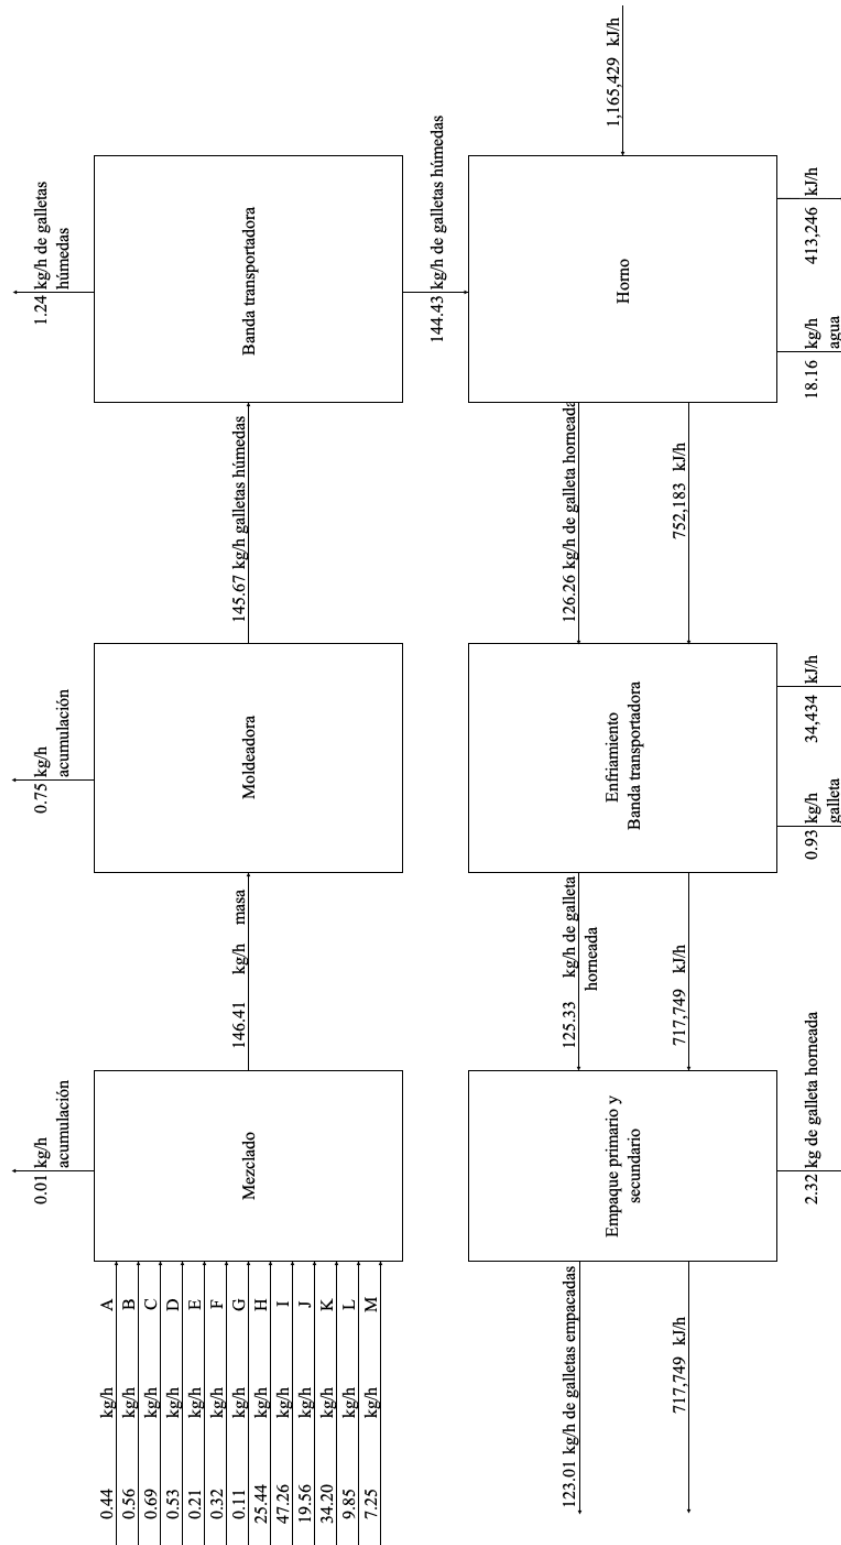 0.44 kg/h A
0.56 kg/h B
0.69 kg/h C
0.53 kg/h D
0.21 kg/h E
0.32 kg/h F
0.11 kg/h G
25.44 kg/h H
47.26 kg/h I
19.56 kg/h J
34.20 kg/h K
9.85 kg/h L
7.25 kg/h M
0.01 kg/h
acumulación
Mezclado
146.41 kg/h masa
0.75 kg/h
acumulación
Moldeadora
145.67 kg/h galletas húmedas
1.24 kg/h de galletas
húmedas
Banda transportadora
144.43 kg/h de galletas húmedas
1,165,429 kJ/h
Horno
18.16 kg/h
agua
413,246 kJ/h
126.26 kg/h de galleta horneada
752,183 kJ/h
Enfriamiento
Banda transportadora
0.93 kg/h
galleta
34,434 kJ/h
125.33 kg/h de galleta
horneada
717,749 kJ/h
Empaque primario y
secundario
2.32 kg de galleta horneada
123.01 kg/h de galletas empacadas
717,749 kJ/h